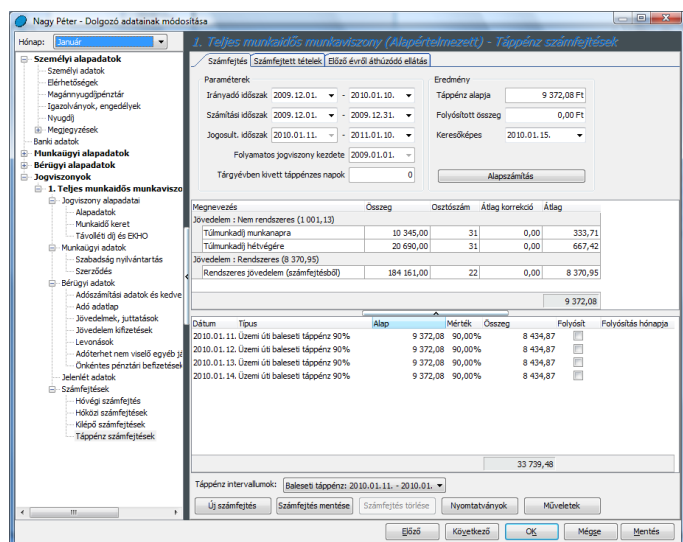 Nagy Péter - Dolgozó adatainak módosítása
Hónap: Január
Személyi alapadatok
Személyi adatok
Elérhetőségek
Magánnyugdíjpénztár
Igazolványok, engedélyek
Nyugdíj
Megjegyzések
Banki adatok
Munkaügyi alapadatok
Bérügyi alapadatok
Jogviszonyok
1. Teljes munkaidős munkaviszo
Jogviszony alapadatai
Alapadatok
Munkaidő keret
Távolléti díj és EKHO
Munkaügyi adatok
Szabadság nyilvántartás
Szerződés
Bérügyi adatok
Adószámítási adatok és kedve
Adó adatlap
Jövedelmek, juttatások
Jövedelem kifizetések
Levonások
Adóterhet nem viselő egyéb já
Önkéntes pénztári befizetések
Jelenlét adatok
Számfejtések
Hóvégi számfejtés
Hóközi számfejtések
Kilépő számfejtések
Táppénz számfejtések
1. Teljes munkaidős munkaviszony (Alapértelmezett) - Táppénz számfejtések
Számfejtés Számfejtett tételek Előző évről áthúzódó ellátás
Paraméterek
Irányadó időszak 2009.12.01. - 2010.01.10.
Számítási időszak 2009.12.01. - 2009.12.31.
Jogosult. időszak 2010.01.11. - 2011.01.10.
Folyamatos jogviszony kezdete 2009.01.01.
Tárgyévben kivett táppénzes napok 0
Eredmény
Táppénz alapja 9 372,08 Ft
Folyósított összeg 0,00 Ft
Keresőképes 2010.01.15.
Alapszámítás
Megnevezés Összeg Osztószám Átlag korrekció Átlag
Jövedelem : Nem rendszeres (1 001,13)
Túlmunkadíj munkanapra 10 345,00 31 0,00 333,71
Túlmunkadíj hétvégére 20 690,00 31 0,00 667,42
Jövedelem : Rendszeres (8 370,95)
Rendszeres jövedelem (számfejtésből) 184 161,00 22 0,00 8 370,95
9 372,08
Dátum Típus Alap Mérték Összeg Folyósít Folyósítás hónapja
2010.01.11. Üzemi úti baleseti táppénz 90% 9 372,08 90,00% 8 434,87
2010.01.12. Üzemi úti baleseti táppénz 90% 9 372,08 90,00% 8 434,87
2010.01.13. Üzemi úti baleseti táppénz 90% 9 372,08 90,00% 8 434,87
2010.01.14. Üzemi úti baleseti táppénz 90% 9 372,08 90,00% 8 434,87
33 739,48
Táppénz intervallumok: Baleseti táppénz: 2010.01.11. - 2010.01.
Új számfejtés Számfejtés mentése Számfejtés törlése Nyomtatványok Műveletek
Előző Következő OK Mégse Mentés